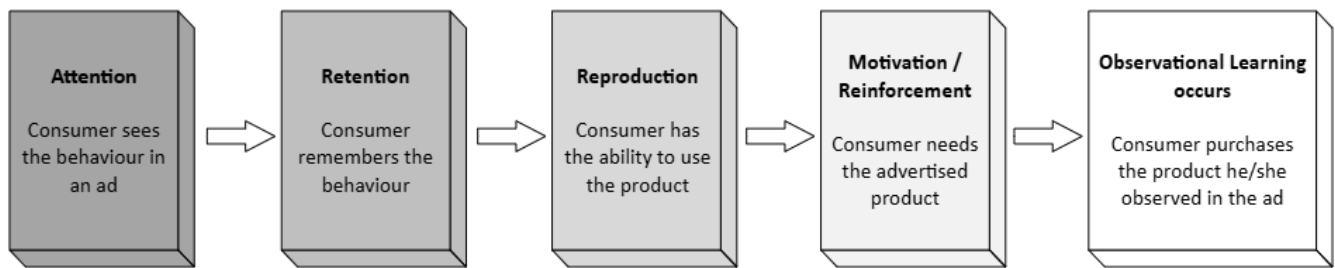 Attention
Consumer sees
the behaviour in
an ad
Retention
Consumer
remembers the
behaviour
Reproduction
Consumer has
the ability to use
the product
Motivation /
Reinforcement
Consumer needs
the advertised
product
Observational Learning
occurs
Consumer purchases
the product he/she
observed in the ad